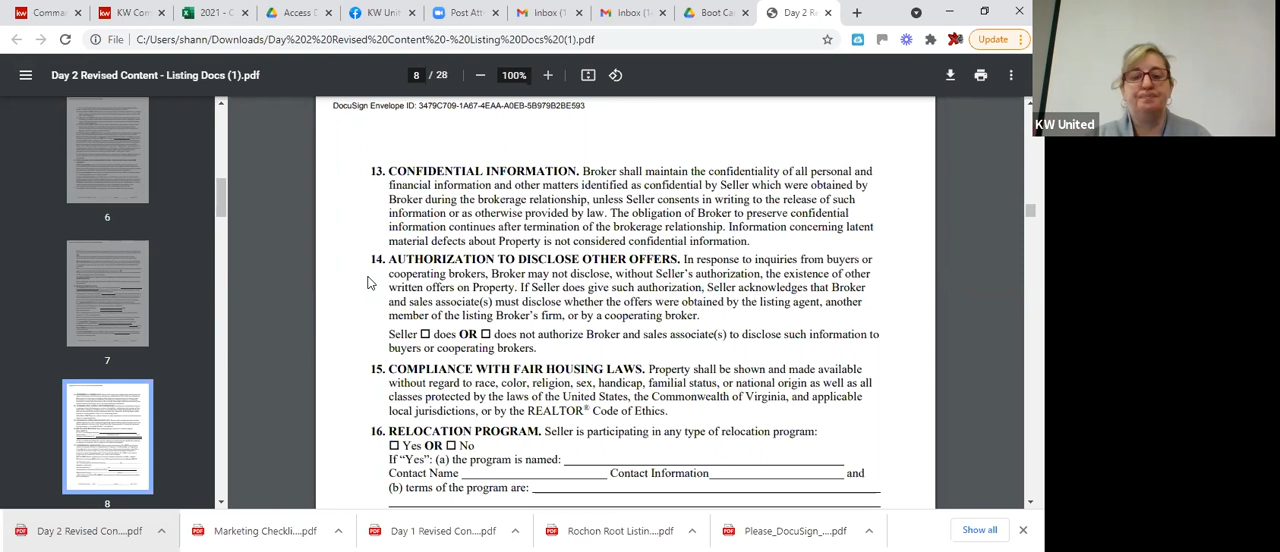 Commar
KW Com
2021 - C
Access D
KW Unit
Post Att
Inbox (1
Inbox (1
Boot Ca
Day 2 Re
File
C:/Users/shann/Downloads/Day%202%20Revised%20Content%20-%20Listing%20Docs%20(1).pdf
Update
Day 2 Revised Content - Listing Docs (1).pdf
8 / 28
100%
KW United
6
7
8
DocuSign Envelope ID: 3479C709-1A67-4EAA-A0EB-5B979B2BE593
13. CONFIDENTIAL INFORMATION. Broker shall maintain the confidentiality of all personal and
financial information and other matters identified as confidential by Seller which were obtained by
Broker during the brokerage relationship, unless Seller consents in writing to the release of such
information or as otherwise provided by law. The obligation of Broker to preserve confidential
information continues after termination of the brokerage relationship. Information concerning latent
material defects about Property is not considered confidential information.
14. AUTHORIZATION TO DISCLOSE OTHER OFFERS. In response to inquiries from buyers or
cooperating brokers, Broker may not disclose, without Seller's authorization, the existence of other
written offers on Property. If Seller does give such authorization, Seller acknowledges that Broker
and sales associate(s) must disclose whether the offers were obtained by the listing agent, another
member of the listing Broker's firm, or by a cooperating broker.
Seller ☐ does OR ☐ does not authorize Broker and sales associate(s) to disclose such information to
buyers or cooperating brokers.
15. COMPLIANCE WITH FAIR HOUSING LAWS. Property shall be shown and made available
without regard to race, color, religion, sex, handicap, familial status, or national origin as well as all
classes protected by the laws of the United States, the Commonwealth of Virginia, and applicable
local jurisdictions, or by the REALTOR® Code of Ethics.
16. RELOCATION PROGRAM. Seller is participating in any type of relocation program:
☐ Yes OR ☐ No
If "Yes": (a) the program is named:
Contact Name Contact Information and
(b) terms of the program are:
Day 2 Revised Con....pdf
Marketing Checkli....pdf
Day 1 Revised Con....pdf
Rochon Root Listin....pdf
Please_DocuSign_....pdf
Show all